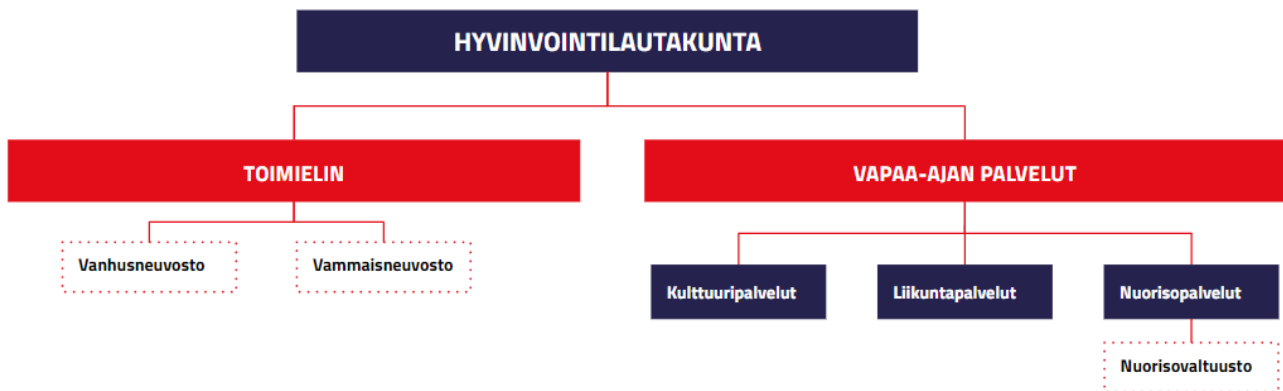 HYVINVOINTILAUTAKUNTA
TOIMIELIN
VAPAA-AJAN PALVELUT
Vanhusneuvosto
Vammaisneuvosto
Kulttuuripalvelut
Liikuntapalvelut
Nuorisopalvelut
Nuorisovaltuusto